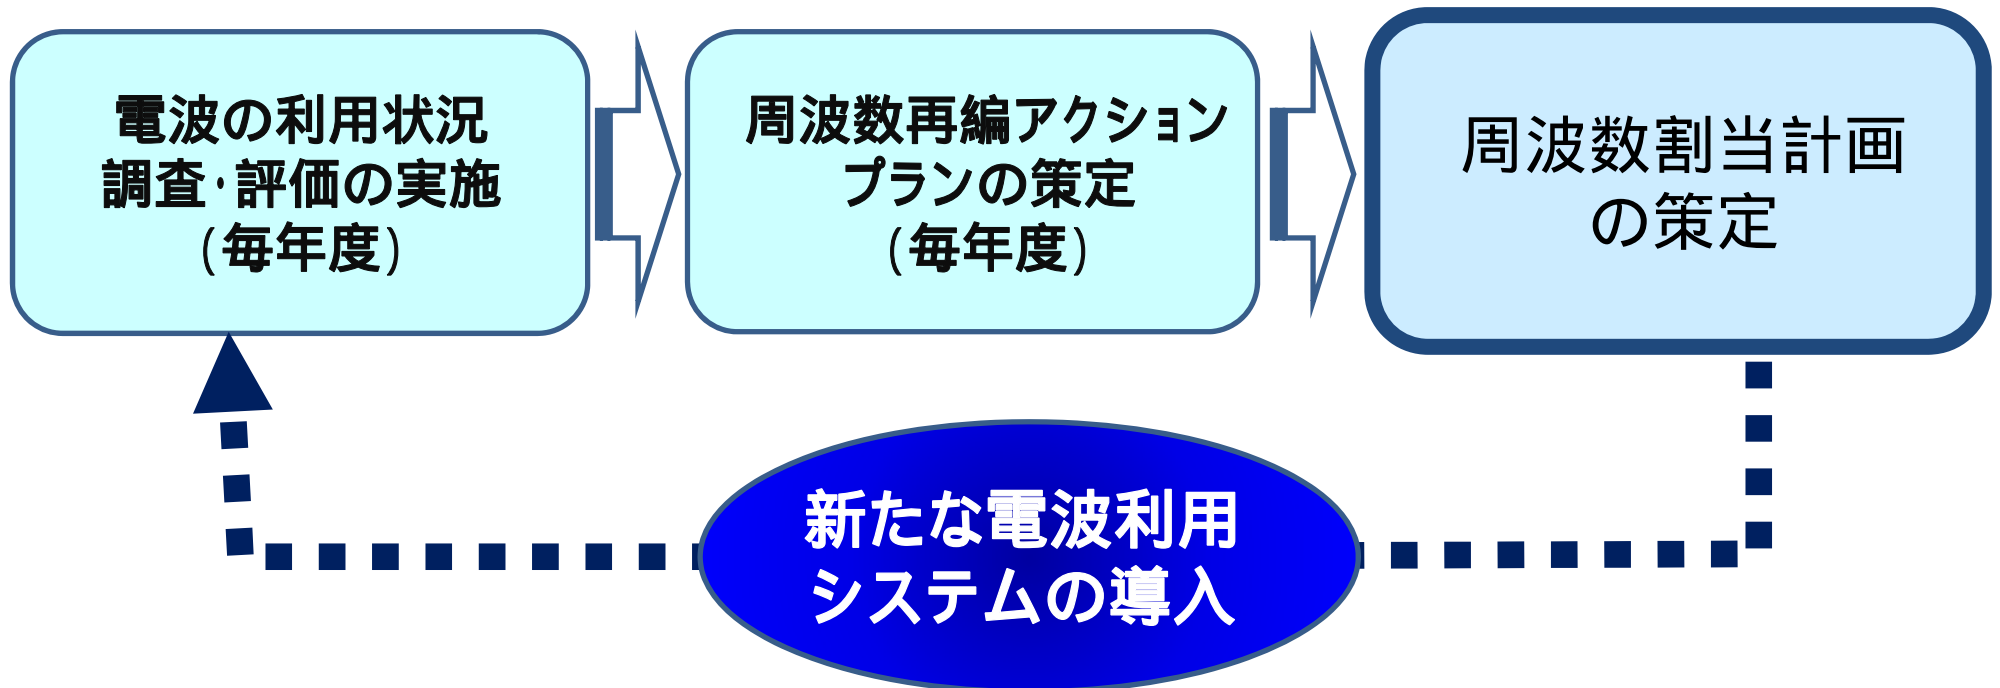 電波の利用状況
調査・評価の実施
(毎年度)
周波数再編アクション
プランの策定
(毎年度)
周波数割当計画
の策定
新たな電波利用
システムの導入